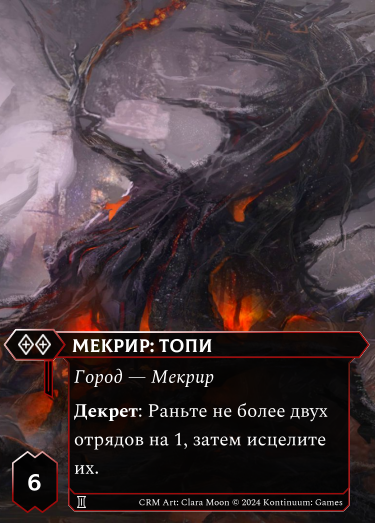 МЕКРИР: ТОПИ
Город — Мекрир
Декрет: Раньте не более двух
отрядов на 1, затем исцелите
их.
6
CRM Art: Clara Moon © 2024 Kontinuum: Games